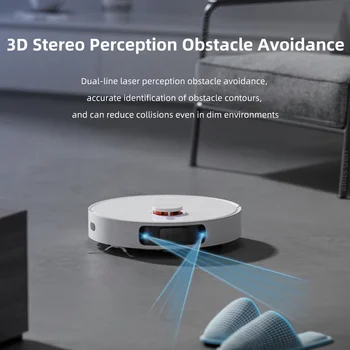 3D Stereo Perception Obstacle Avoidance
Dual-line laser perception obstacle avoidance,
accurate identification of obstacle contours,
and can reduce collisions even in dim environments